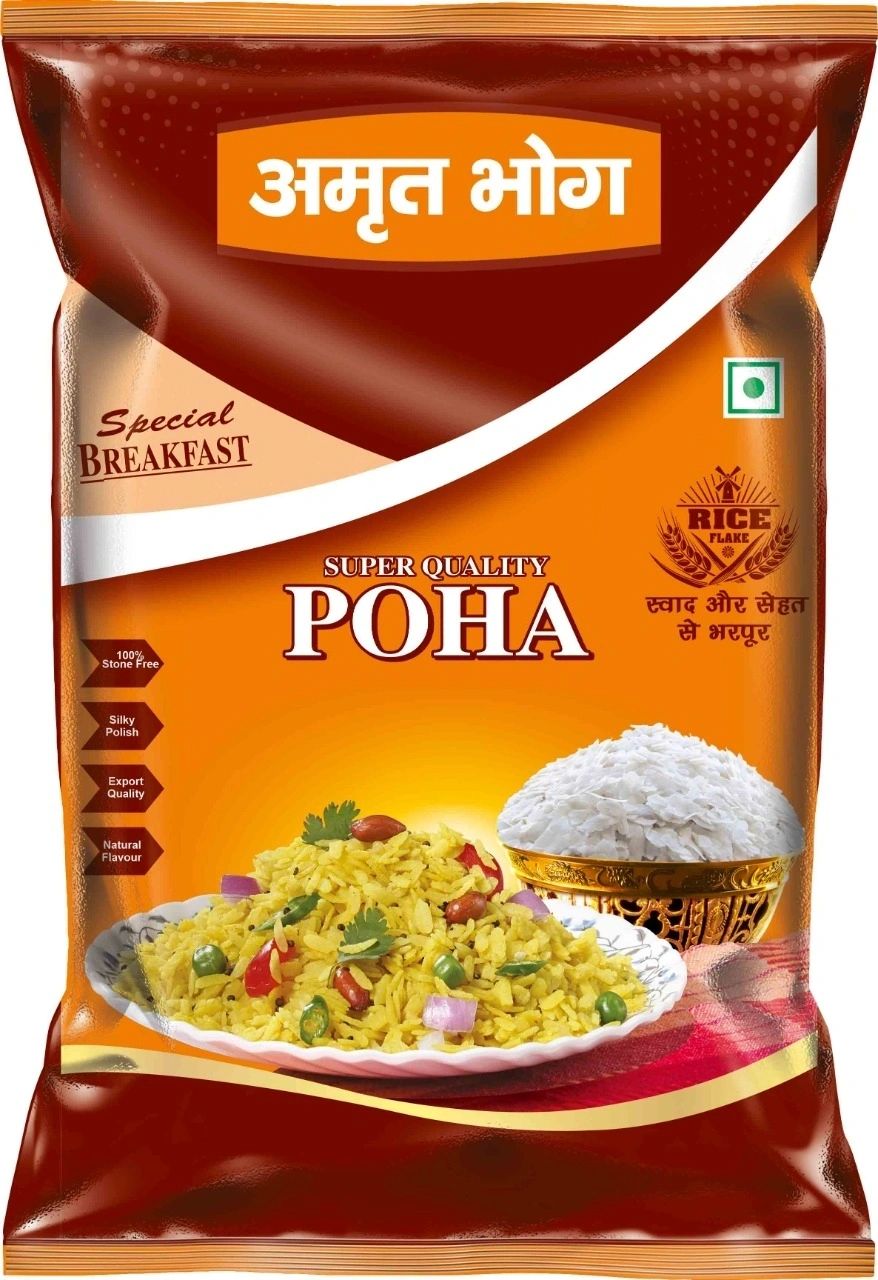 अमृत भोग
Special
BREAKFAST
RICE
FLAKE
स्वाद और सेहत
से भरपूर
SUPER QUALITY
POHA
100%
Stone Free
Silky
Polish
Export
Quality
Natural
Flavour